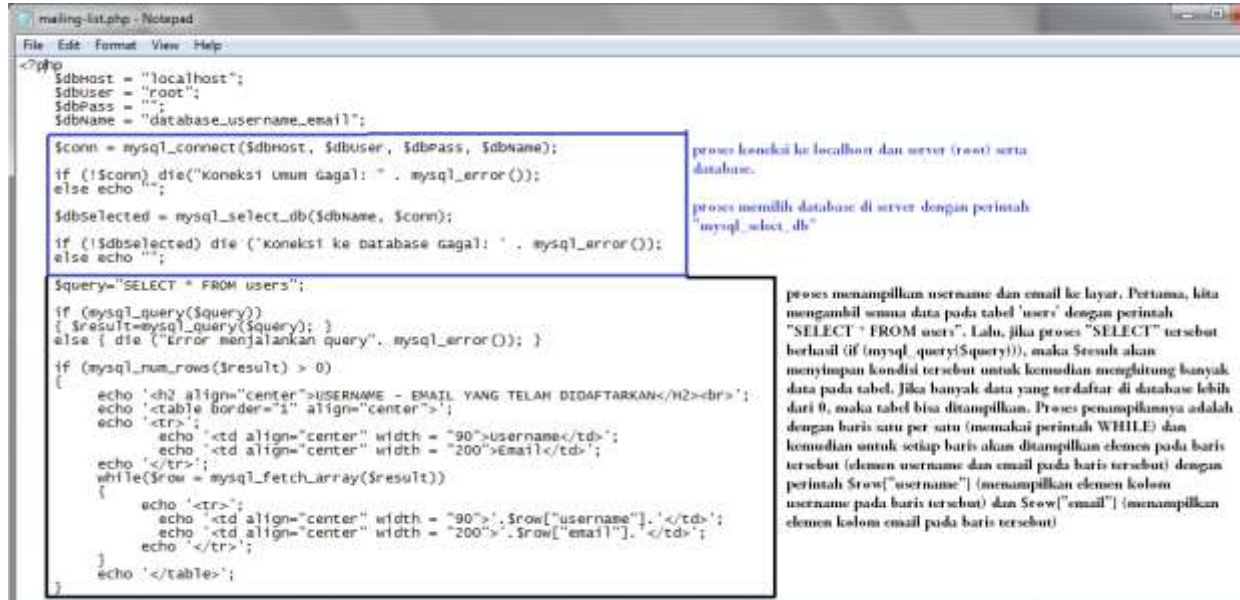 mailing-list.php - Notepad
File Edit Format View Help
<?php
$dbHost = "localhost";
$dbUser = "root";
$dbPass = "";
$dbName = "database_username_email";
$conn = mysql_connect($dbHost, $dbUser, $dbPass, $dbName);
if (!$conn) die("Koneksi Umum Gagal: " . mysql_error());
else echo "";
$dbSelected = mysql_select_db($dbName, $conn);
if (!$dbSelected) die ('Koneksi ke Database Gagal: ' . mysql_error());
else echo "";
proses koneksi ke localhost dan server (root) serta
database.
proses memilih database di server dengan perintah
"mysql_select_db"
$query="SELECT * FROM users";
if (mysql_query($query))
{ $result=mysql_query($query); }
else { die ("Error menjalankan query". mysql_error()); }
if (mysql_num_rows($result) > 0)
{
echo '<h2 align="center">USERNAME - EMAIL YANG TELAH DIDAFTARKAN</H2><br>';
echo '<table border="1" align="center">';
echo '<tr>';
echo '<td align="center" width = "90">Username</td>';
echo '<td align="center" width = "200">Email</td>';
echo '</tr>';
while($row = mysql_fetch_array($result))
{
echo '<tr>';
echo '<td align="center" width = "90">'.$row["username"].'</td>';
echo '<td align="center" width = "200">'.$row["email"].'</td>';
echo '</tr>';
}
echo '</table>';
}
proses menampilkan username dan email ke layar. Pertama, kita
mengambil semua data pada tabel 'users' dengan perintah
"SELECT * FROM users". Lalu, jika proses "SELECT" tersebut
berhasil (if (mysql_query($query))), maka $result akan
menyimpan kondisi tersebut untuk kemudian menghitung banyak
data pada tabel. Jika banyak data yang terdaftar di database lebih
dari 0, maka tabel bisa ditampilkan. Proses penampilannya adalah
dengan baris satu per satu (memakai perintah WHILE) dan
kemudian untuk setiap baris akan ditampilkan elemen pada baris
tersebut (elemen username dan email pada baris tersebut) dengan
perintah $row["username"] (menampilkan elemen kolom
username pada baris tersebut) dan $row["email"] (menampilkan
elemen kolom email pada baris tersebut)